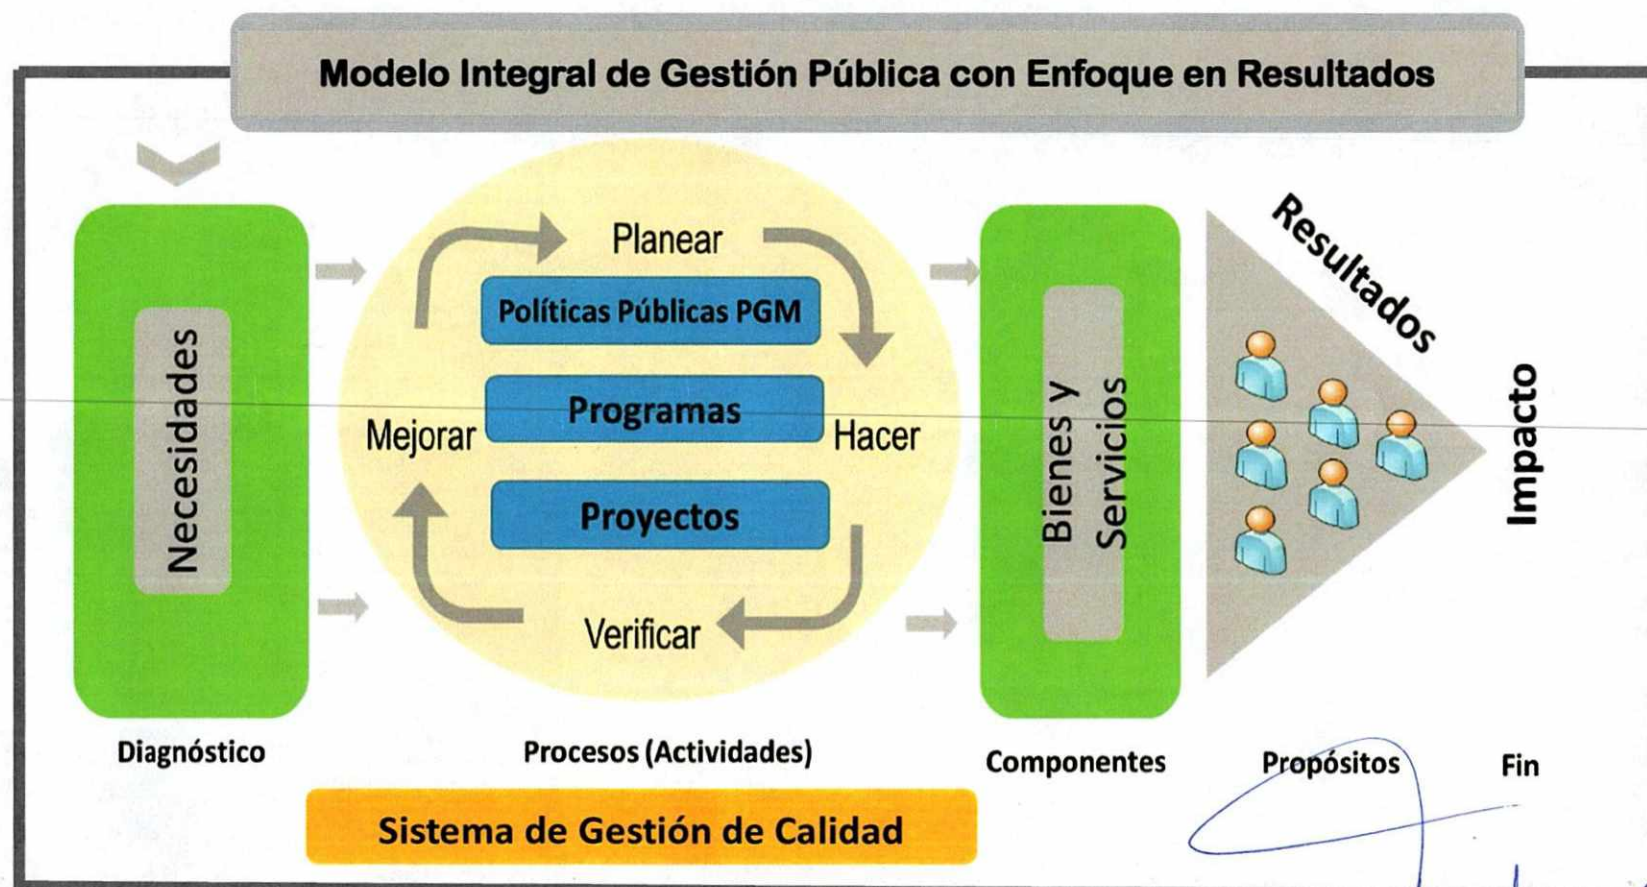 Modelo Integral de Gestión Pública con Enfoque en Resultados
Necesidades
Planear
Políticas Públicas PGM
Programas
Mejorar
Hacer
Proyectos
Verificar
Bienes y
Servicios
Resultados
Impacto
Diagnóstico
Procesos (Actividades)
Componentes
Propósitos
Fin
Sistema de Gestión de Calidad